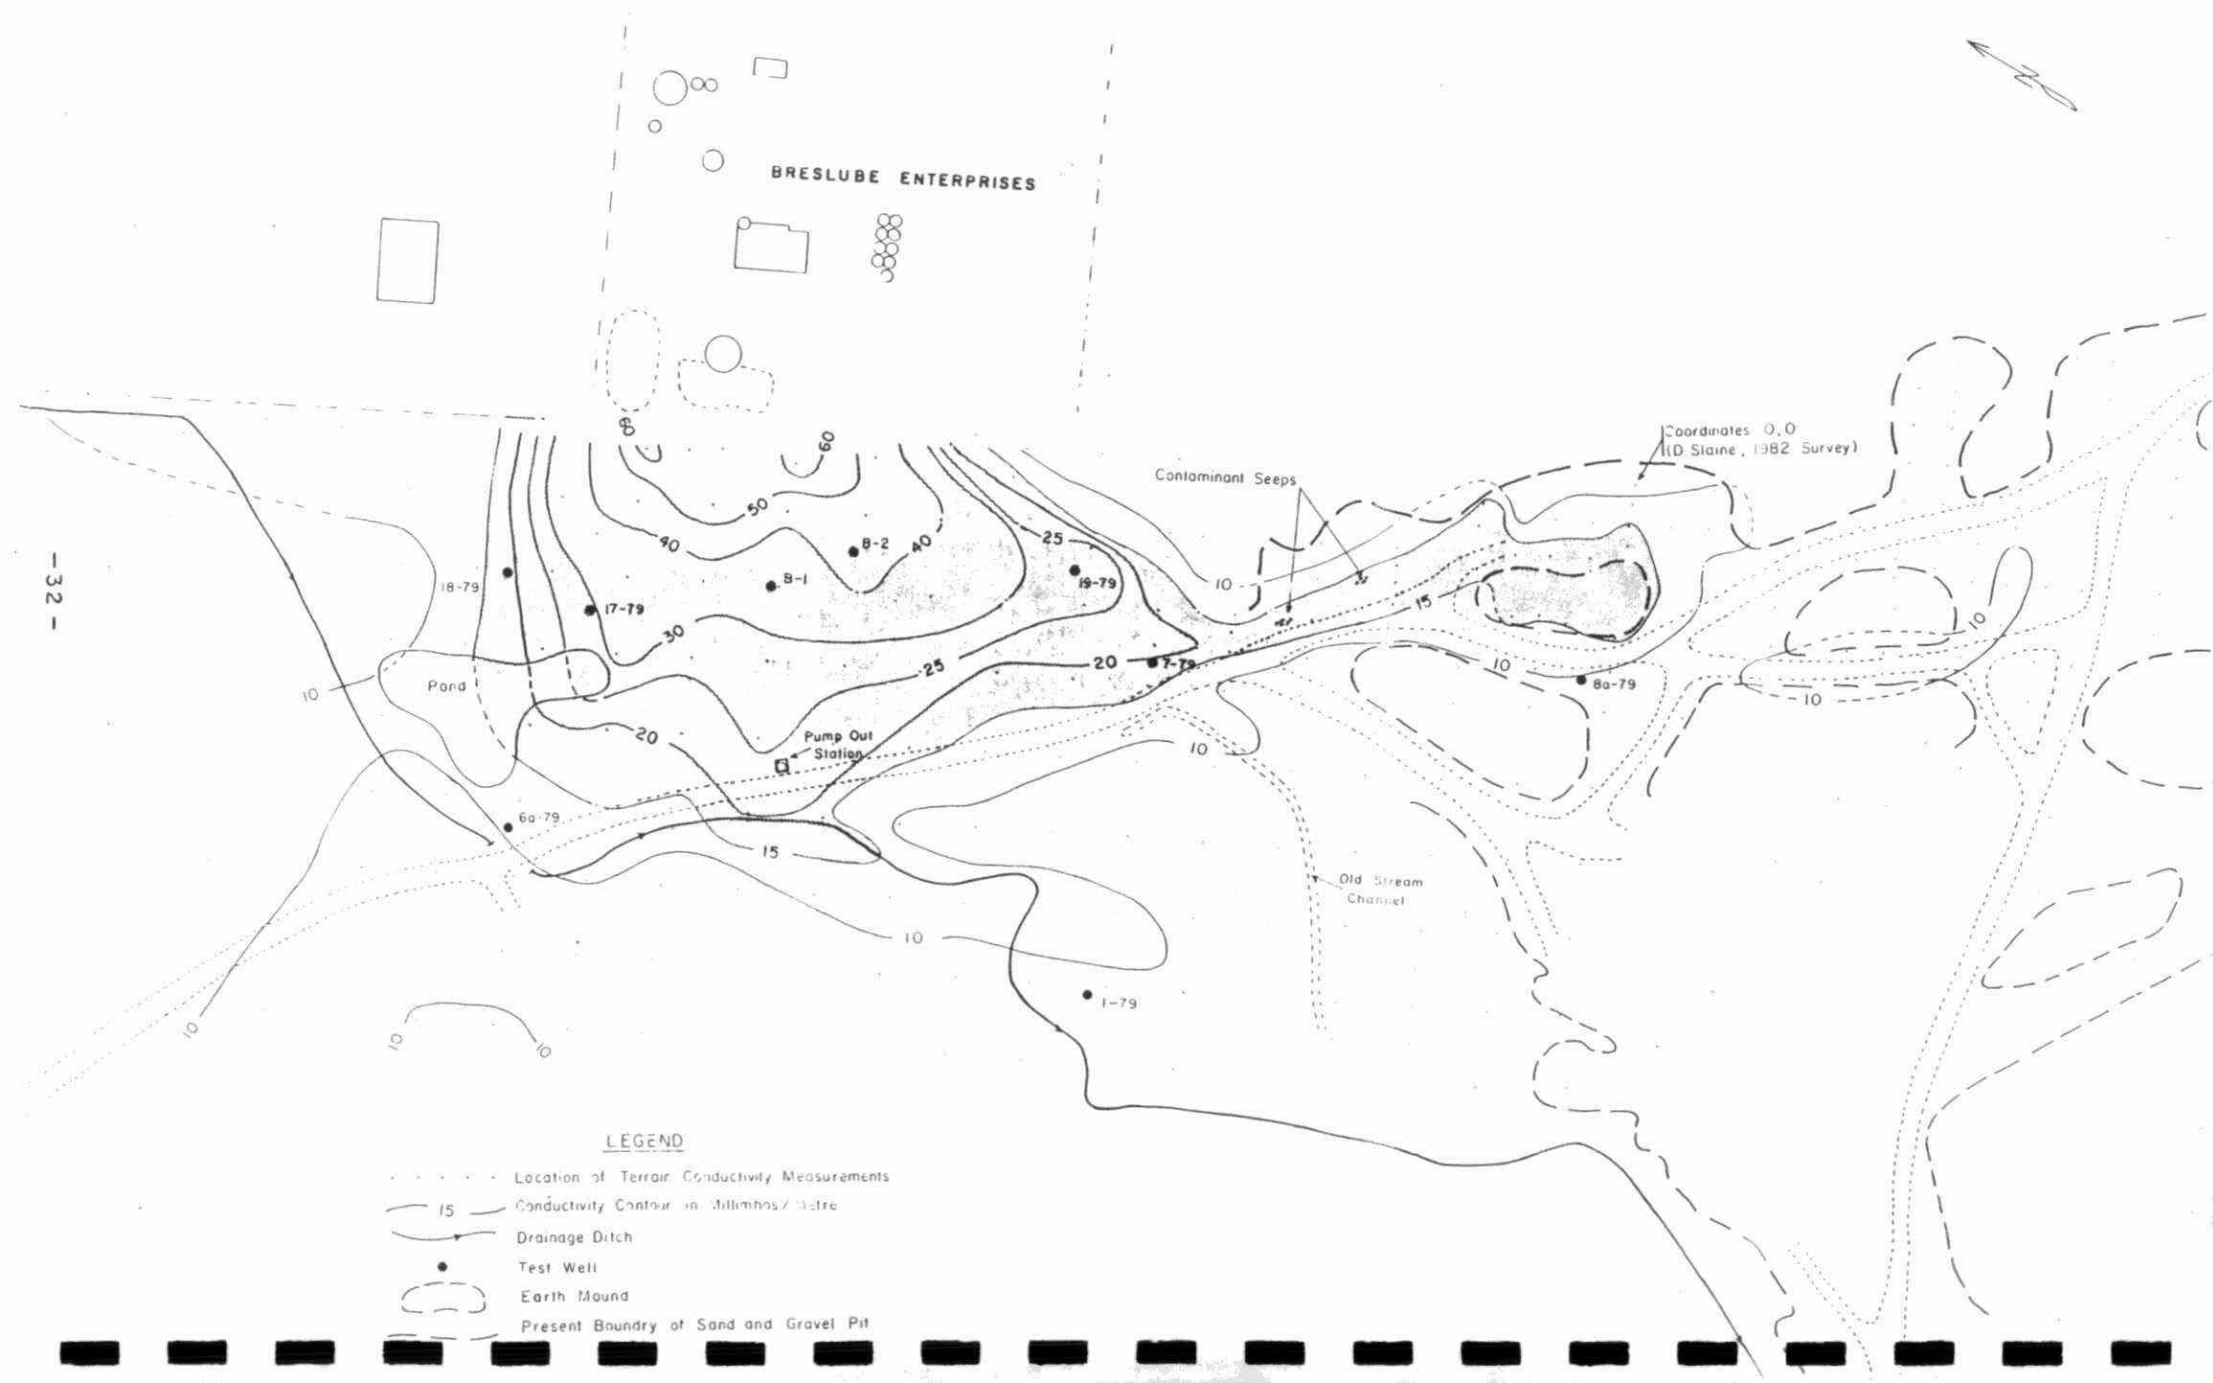 BRESLUBE ENTERPRISES
N
Coordinates 0,0
(D. Slaine, 1982 Survey)
Contaminant Seeps
60
60
50
40
40
B-2
B-1
25
19-79
10
18-79
17-79
30
15
10
-32-
25
20
7-79
10
8a-79
10
10
Pond
20
Pump Out
Station
10
6a-79
15
Old Stream
Channel
10
1-79
10
10
10
LEGEND
Location of Terrain Conductivity Measurements
15
Conductivity Contour in Millimhos/Metre
Drainage Ditch
Test Well
Earth Mound
Present Boundry of Sand and Gravel Pit